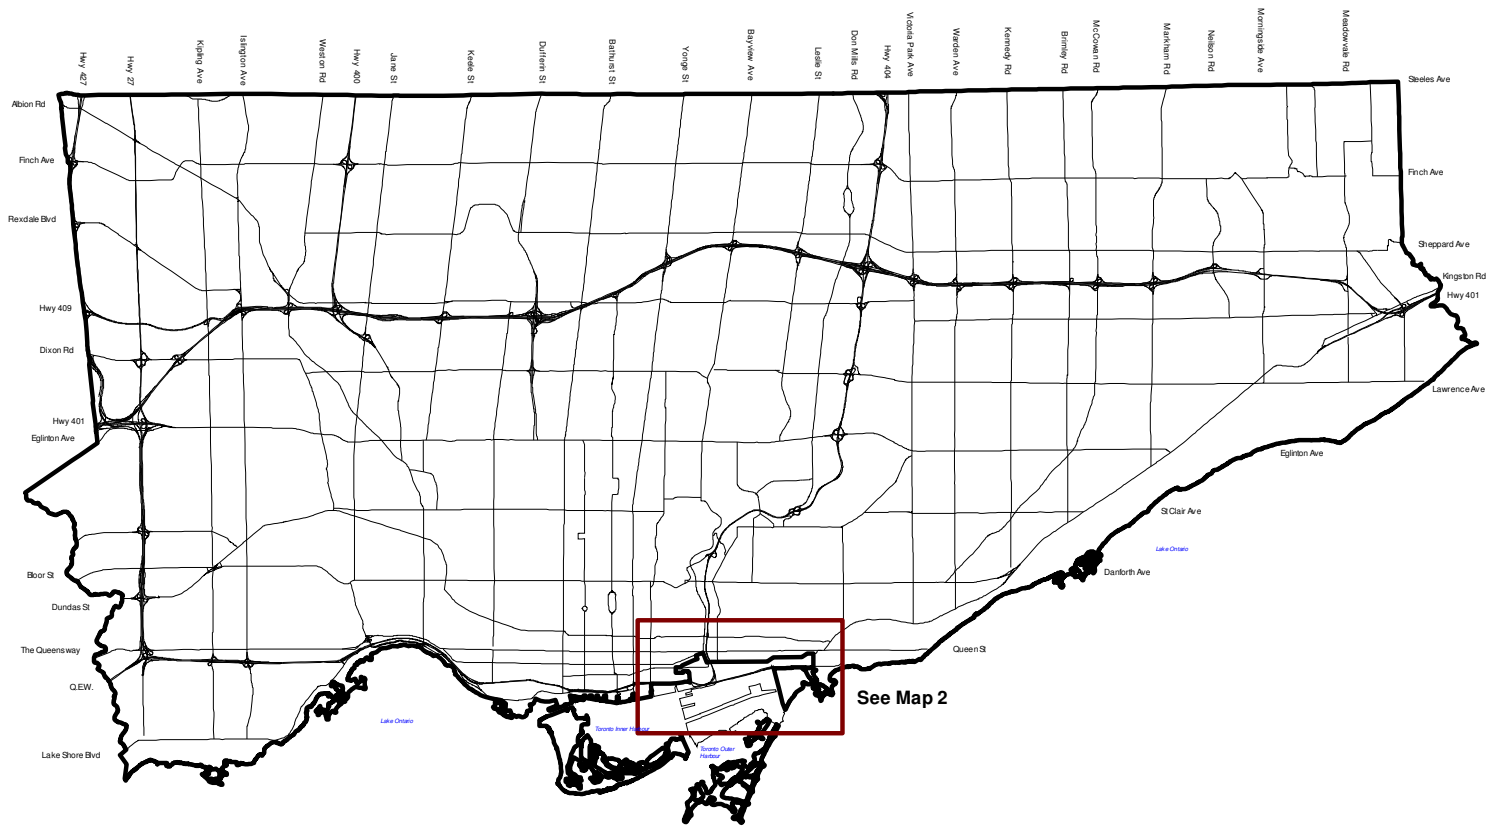 Hwy 427
Hwy 27
Kipling Ave
Islington Ave
Weston Rd
Hwy 400
Jane St
Keele St
Dufferin St
Bathurst St
Yonge St
Bayview Ave
Leslie St
Don Mills Rd
Hwy 404
Victoria Park Ave
Warden Ave
Kennedy Rd
Brimley Rd
McCowan Rd
Markham Rd
Neilson Rd
Morningside Ave
Meadowvale Rd
Steeles Ave
Albion Rd
Finch Ave
Finch Ave
Rexdale Blvd
Sheppard Ave
Kingston Rd
Hwy 401
Hwy 409
Dixon Rd
Lawrence Ave
Hwy 401
Eglinton Ave
Eglinton Ave
St Clair Ave
Lake Ontario
Danforth Ave
Bloor St
Dundas St
The Queensway
Queen St
Q.E.W.
See Map 2
Lake Ontario
Toronto Inner Harbour
Toronto Outer
Harbour
Lake Shore Blvd